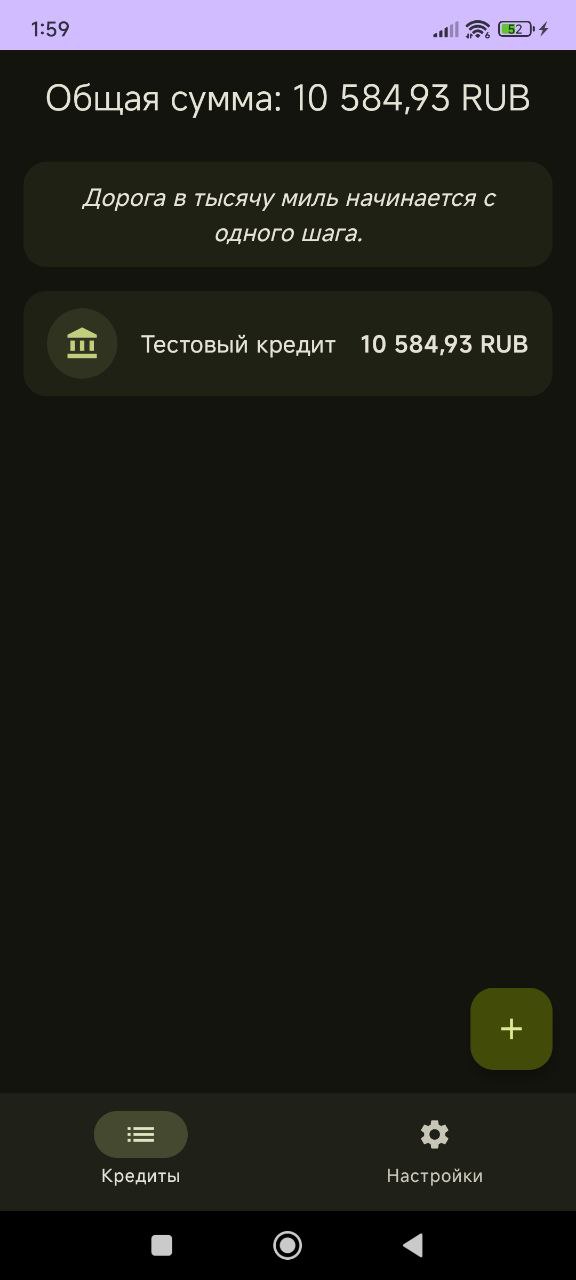 1:59
52
Общая сумма: 10 584,93 RUB
Дорога в тысячу миль начинается с
одного шага.
Тестовый кредит 10 584,93 RUB
Кредиты
Настройки